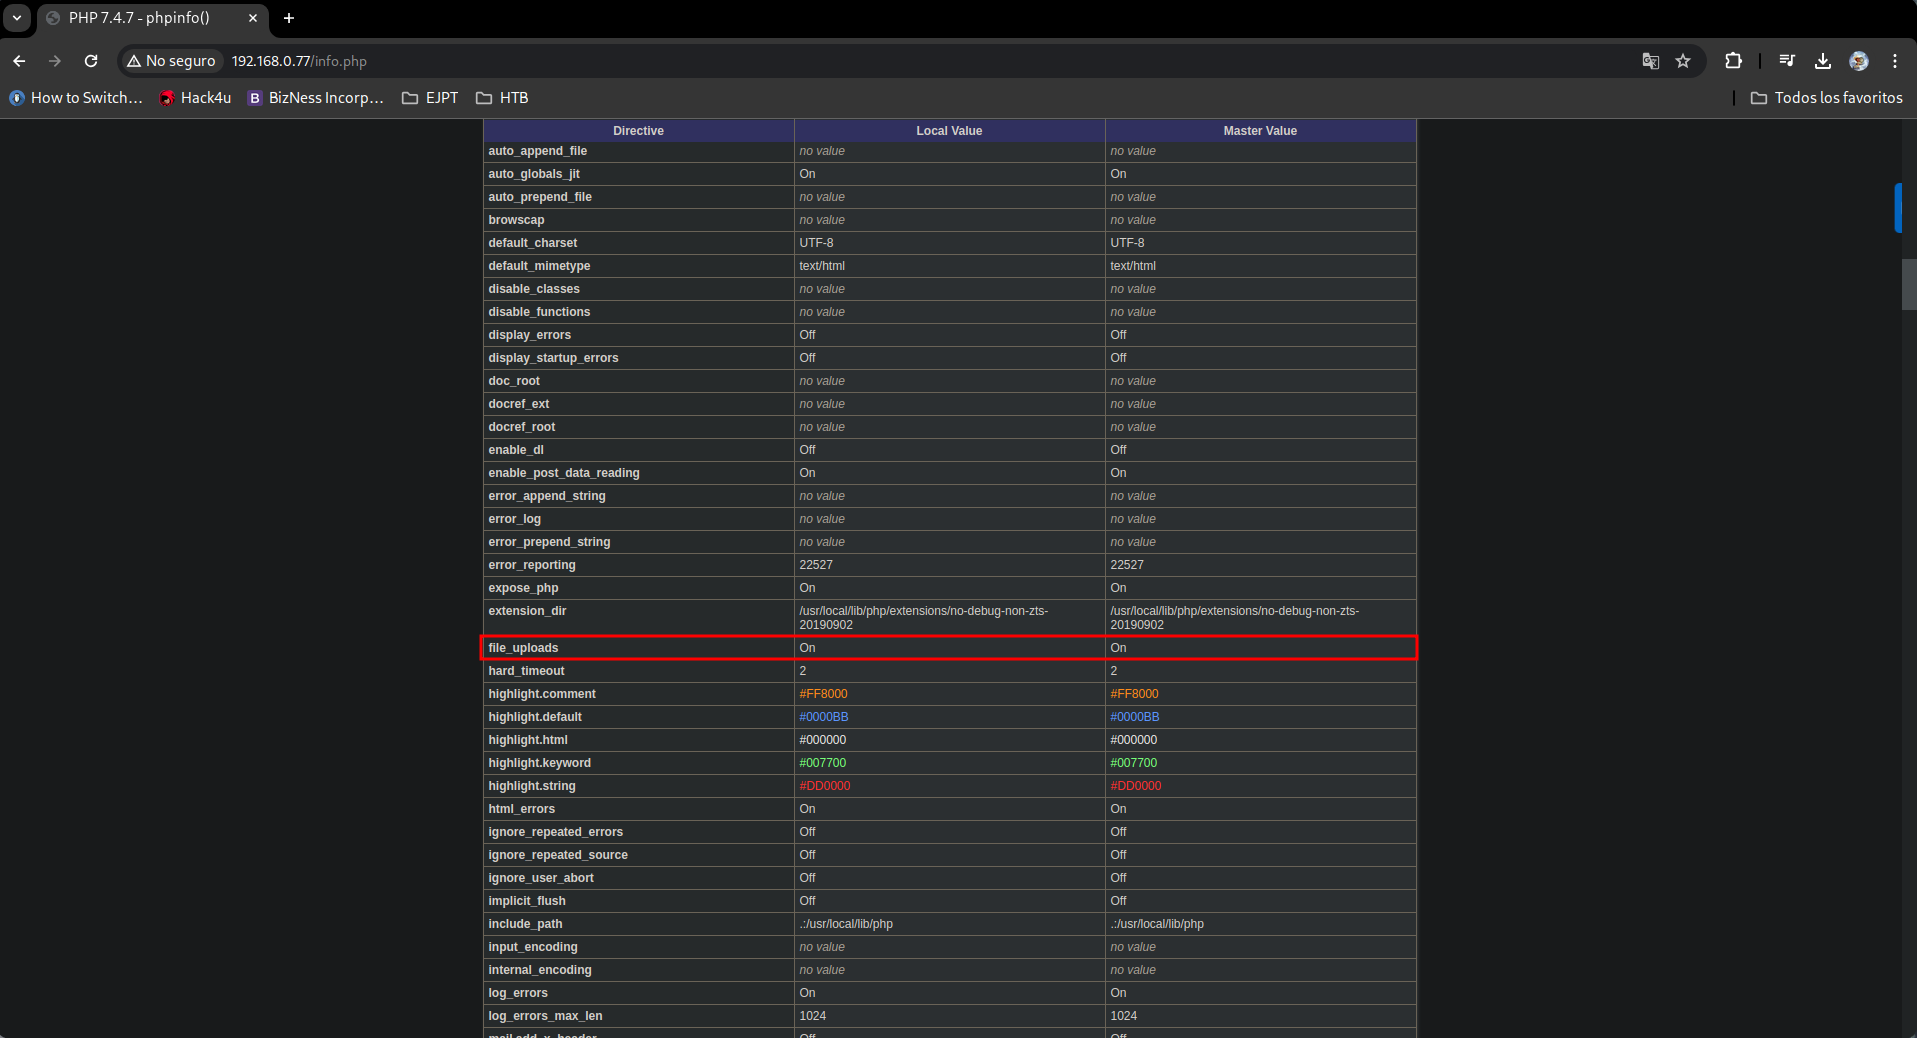 PHP 7.4.7 - phpinfo()
No seguro 192.168.0.77/info.php
How to Switch... Hack4u BizNess Incorp... EJPT HTB Todos los favoritos
Directive Local Value Master Value
auto_append_file no value no value
auto_globals_jit On On
auto_prepend_file no value no value
browscap no value no value
default_charset UTF-8 UTF-8
default_mimetype text/html text/html
disable_classes no value no value
disable_functions no value no value
display_errors Off Off
display_startup_errors Off Off
doc_root no value no value
docref_ext no value no value
docref_root no value no value
enable_dl Off Off
enable_post_data_reading On On
error_append_string no value no value
error_log no value no value
error_prepend_string no value no value
error_reporting 22527 22527
expose_php On On
extension_dir /usr/local/lib/php/extensions/no-debug-non-zts- /usr/local/lib/php/extensions/no-debug-non-zts-
20190902 20190902
file_uploads On On
hard_timeout 2 2
highlight.comment #FF8000 #FF8000
highlight.default #0000BB #0000BB
highlight.html #000000 #000000
highlight.keyword #007700 #007700
highlight.string #DD0000 #DD0000
html_errors On On
ignore_repeated_errors Off Off
ignore_repeated_source Off Off
ignore_user_abort Off Off
implicit_flush Off Off
include_path .:/usr/local/lib/php .:/usr/local/lib/php
input_encoding no value no value
internal_encoding no value no value
log_errors On On
log_errors_max_len 1024 1024
mail.add_x_header Off Off